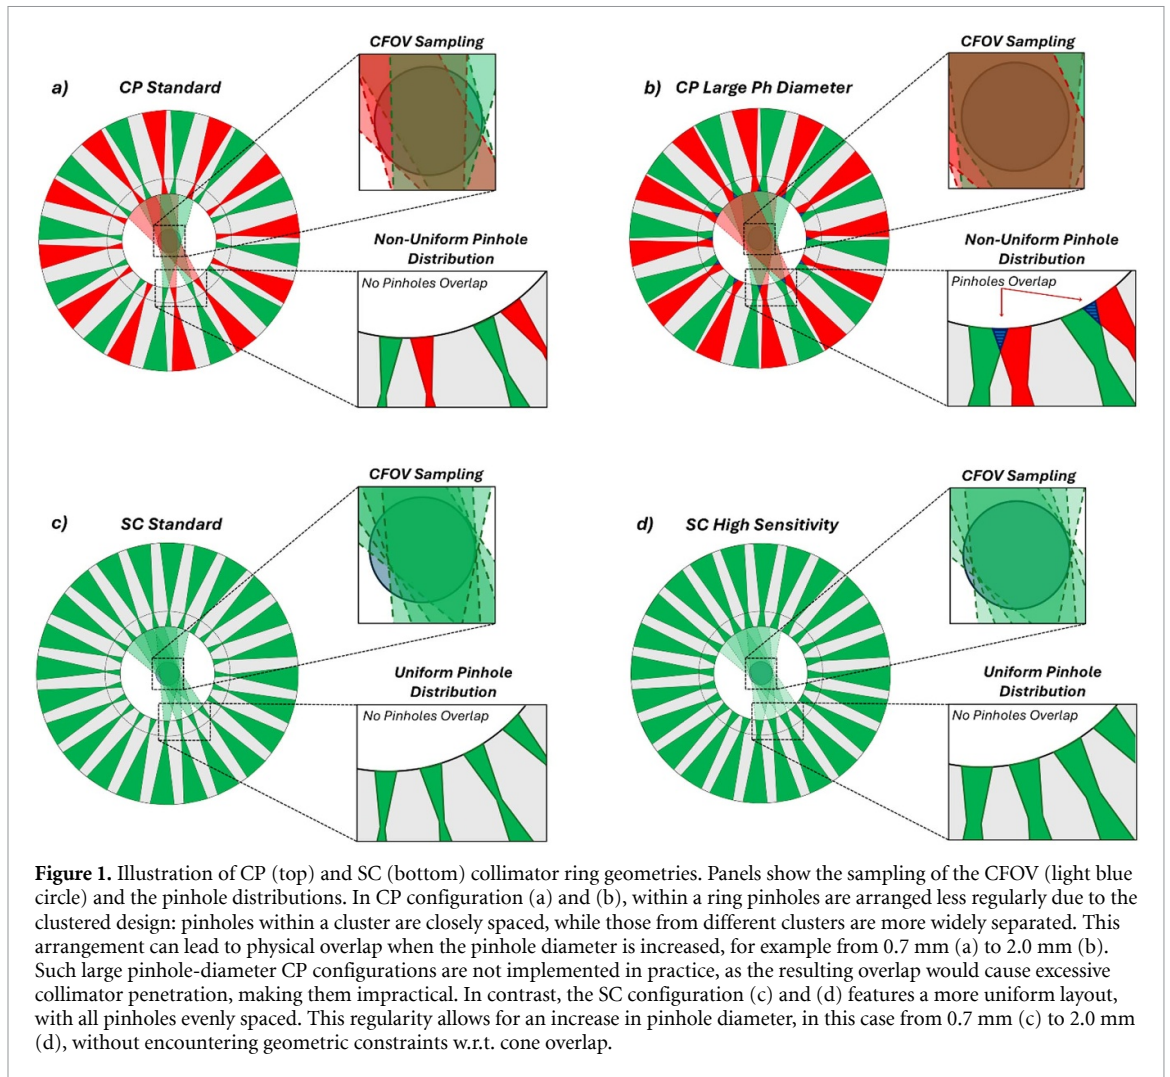 CFOV Sampling
a)
CP Standard
Non-Uniform Pinhole
Distribution
No Pinholes Overlap
CFOV Sampling
b)
CP Large Ph Diameter
Non-Uniform Pinhole
Distribution
Pinholes Overlap
CFOV Sampling
c)
SC Standard
Uniform Pinhole
Distribution
No Pinholes Overlap
CFOV Sampling
d)
SC High Sensitivity
Uniform Pinhole
Distribution
No Pinholes Overlap
Figure 1. Illustration of CP (top) and SC (bottom) collimator ring geometries. Panels show the sampling of the CFOV (light blue
circle) and the pinhole distributions. In CP configuration (a) and (b), within a ring pinholes are arranged less regularly due to the
clustered design: pinholes within a cluster are closely spaced, while those from different clusters are more widely separated. This
arrangement can lead to physical overlap when the pinhole diameter is increased, for example from 0.7 mm (a) to 2.0 mm (b).
Such large pinhole-diameter CP configurations are not implemented in practice, as the resulting overlap would cause excessive
collimator penetration, making them impractical. In contrast, the SC configuration (c) and (d) features a more uniform layout,
with all pinholes evenly spaced. This regularity allows for an increase in pinhole diameter, in this case from 0.7 mm (c) to 2.0 mm
(d), without encountering geometric constraints w.r.t. cone overlap.